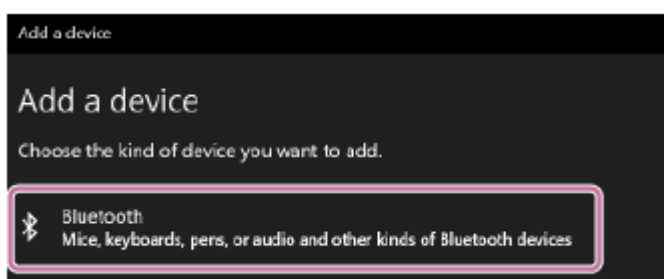 Add a device
Add a device
Choose the kind of device you want to add.
Bluetooth
Mice, keyboards, pens, or audio and other kinds of Bluetooth devices